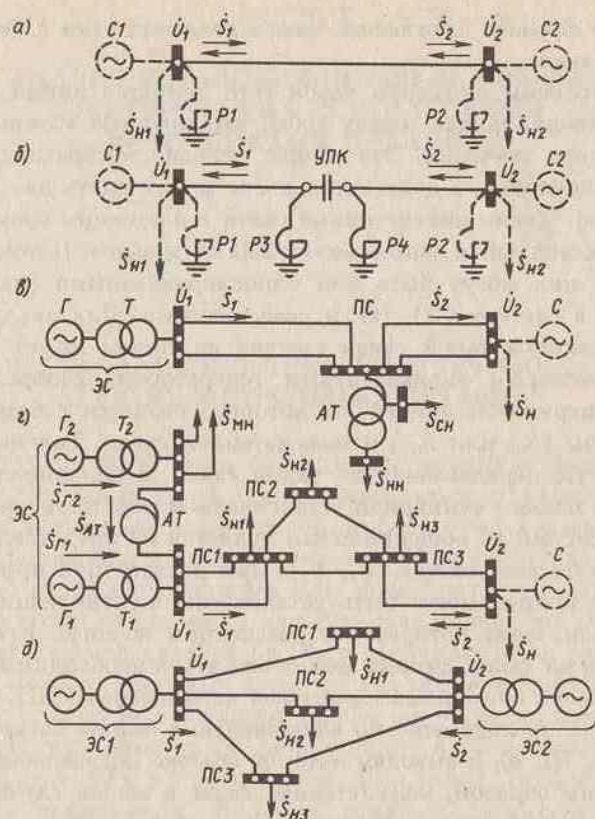 а) С1 U̇1 Ṡ1 Ṡ2 U̇2 С2
Ṡн1 Р1 Р2 Ṡн2
б) С1 U̇1 Ṡ1 УПК Ṡ2 U̇2 С2
Ṡн1 Р1 Р3 Р4 Р2 Ṡн2
в) Г Т U̇1 Ṡ1 ПС Ṡ2 U̇2 С
ЭС АТ Ṡсн Ṡн
г) Г2 Т2 Ṡмн Ṡнн
ЭС Ṡг2 Ṡат АТ ПС2 Ṡн2
Ṡг1 Ṡн1 ПС1 Ṡн3 ПС3 U̇2 С
Г1 Т1 U̇1 Ṡ1 Ṡ2 Ṡн
д) U̇1 ПС1 Ṡн1 U̇2
ПС2 Ṡн2
ЭС1 Ṡ1 Ṡ2 ЭС2
ПС3 Ṡн3